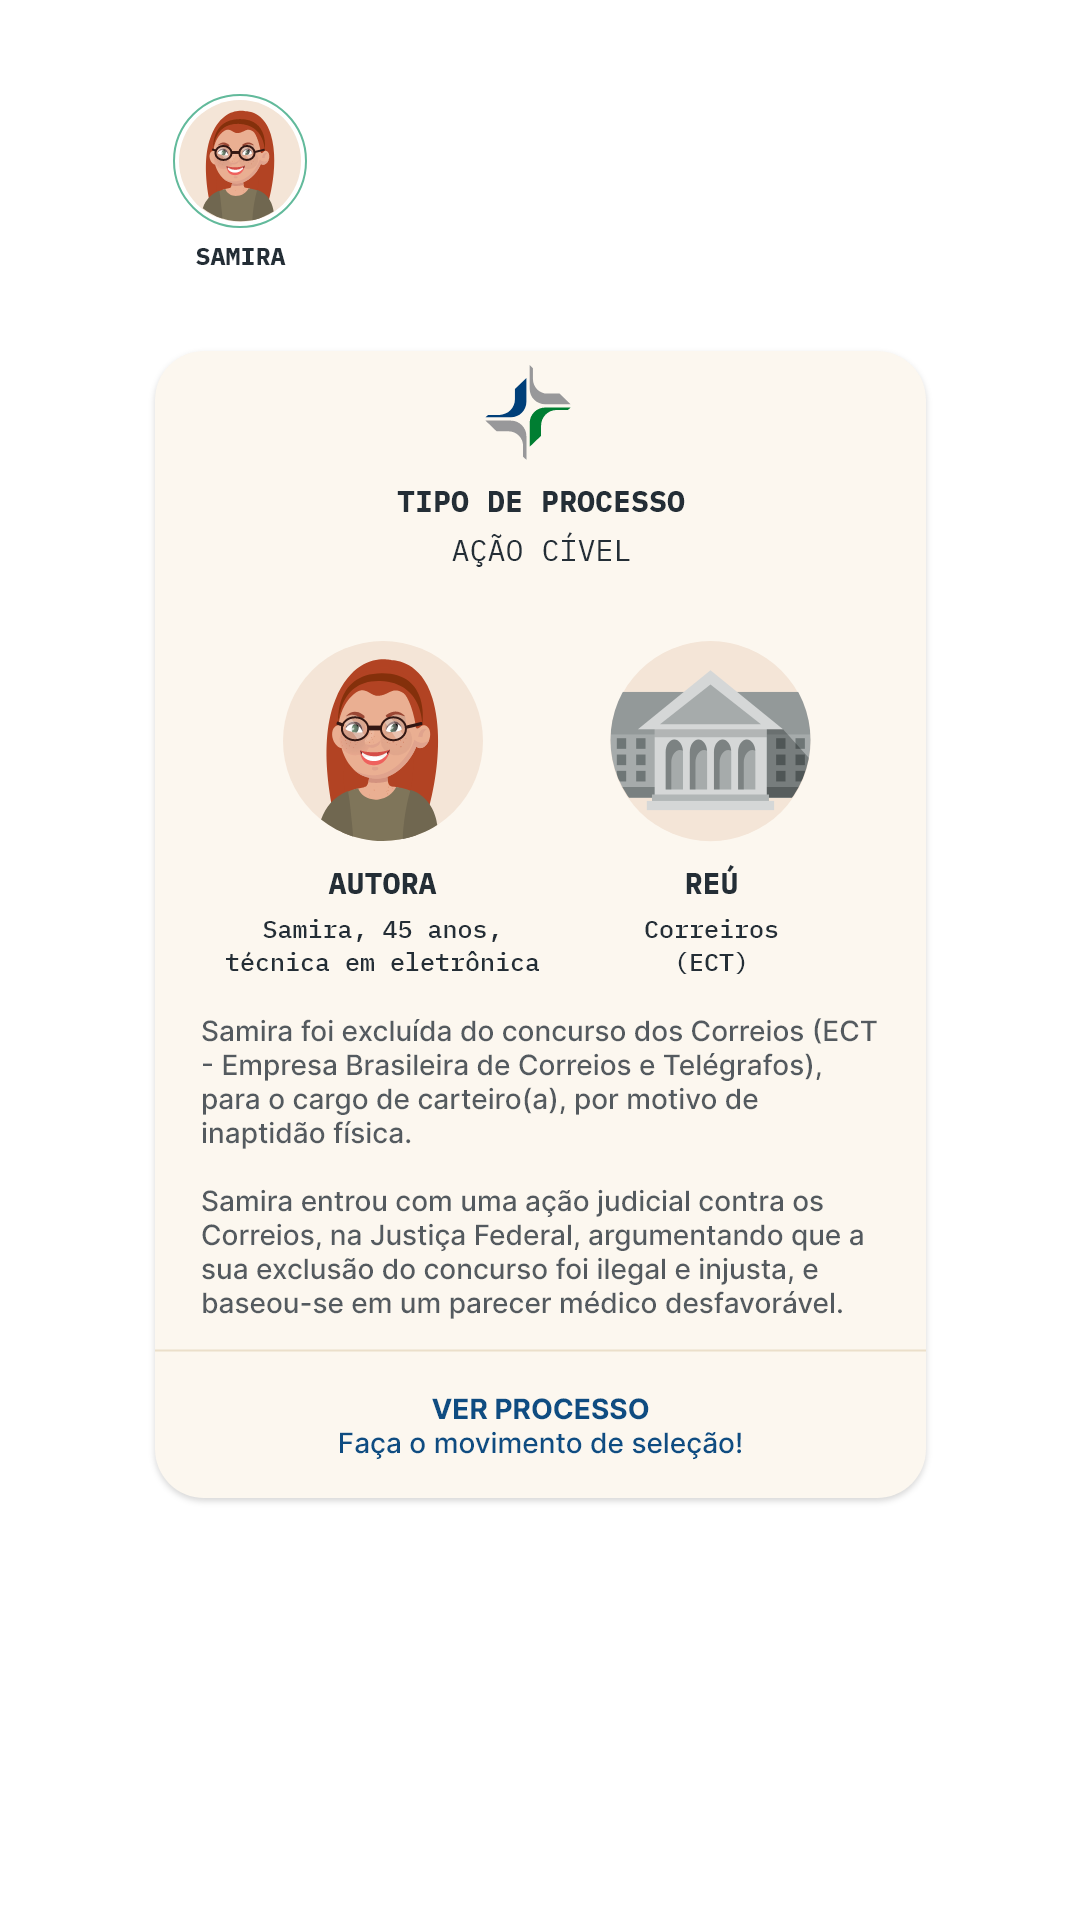 SAMIRA
TIPO DE PROCESSO
AÇÃO CÍVEL
AUTORA
Samira, 45 anos,
técnica em eletrônica
REÚ
Correiros
(ECT)
Samira foi excluída do concurso dos Correios (ECT
- Empresa Brasileira de Correios e Telégrafos),
para o cargo de carteiro(a), por motivo de
inaptidão física.
Samira entrou com uma ação judicial contra os
Correios, na Justiça Federal, argumentando que a
sua exclusão do concurso foi ilegal e injusta, e
baseou-se em um parecer médico desfavorável.
VER PROCESSO
Faça o movimento de seleção!